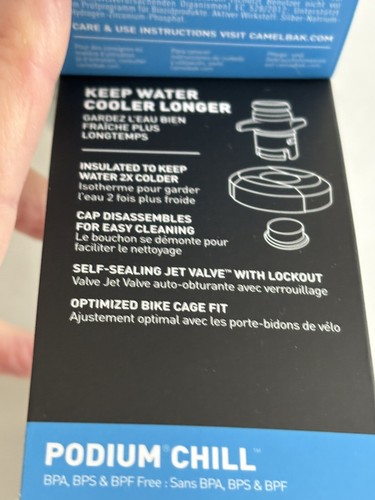 CARE & USE INSTRUCTIONS VISIT CAMELBAK.COM
KEEP WATER
COOLER LONGER
GARDEZ L'EAU BIEN
FRAÎCHE PLUS
LONGTEMPS
INSULATED TO KEEP
WATER 2X COLDER
Isotherme pour garder
l'eau 2 fois plus froide
CAP DISASSEMBLES
FOR EASY CLEANING
Le bouchon se démonte pour
faciliter le nettoyage
SELF-SEALING JET VALVE™ WITH LOCKOUT
Valve Jet Valve auto-obturante avec verrouillage
OPTIMIZED BIKE CAGE FIT
Ajustement optimal avec les porte-bidons de vélo
PODIUM® CHILL™
BPA, BPS & BPF Free : Sans BPA, BPS & BPF